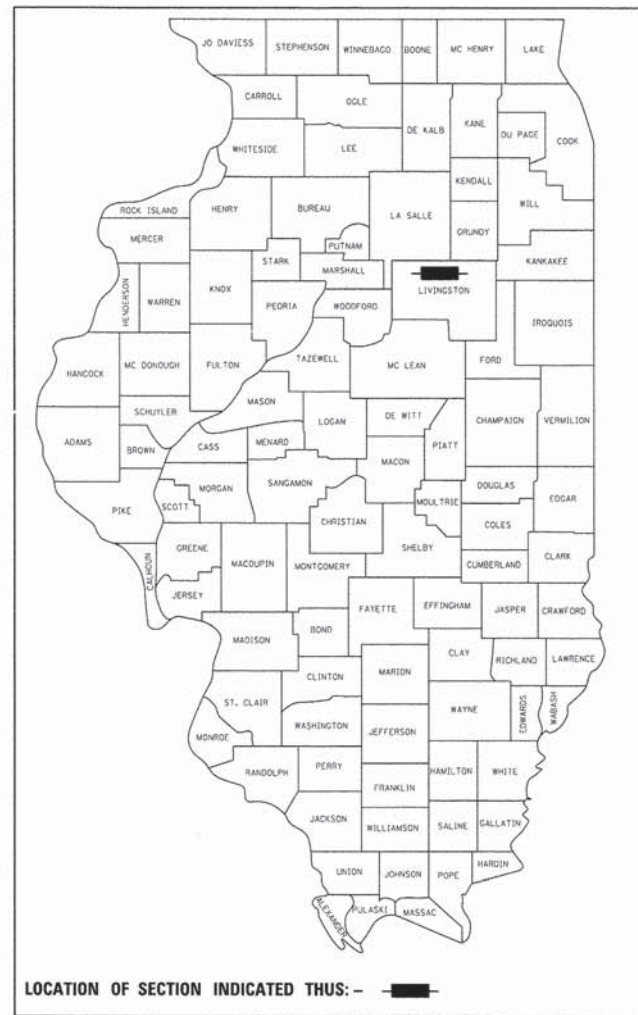 JO DAVIESS
STEPHENSON
WINNEBAGO
BOONE
MC HENRY
LAKE
CARROLL
OGLE
DE KALB
KANE
DU PAGE
COOK
WHITESIDE
LEE
KENDALL
WILL
ROCK ISLAND
HENRY
BUREAU
LA SALLE
GRUNDY
MERCER
PUTNAM
KANKAKEE
STARK
MARSHALL
LIVINGSTON
HENDERSON
WARREN
KNOX
PEORIA
WOODFORD
IROQUOIS
HANCOCK
MC DONOUGH
FULTON
TAZEWELL
MC LEAN
FORD
SCHUYLER
MASON
LOGAN
DE WITT
CHAMPAIGN
VERMILION
ADAMS
BROWN
CASS
MENARD
MACON
PIATT
PIKE
SCOTT
MORGAN
SANGAMON
MOULTRIE
DOUGLAS
EDGAR
CHRISTIAN
COLES
CALHOUN
GREENE
MACOUPIN
MONTGOMERY
SHELBY
CUMBERLAND
CLARK
JERSEY
FAYETTE
EFFINGHAM
JASPER
CRAWFORD
MADISON
BOND
CLAY
RICHLAND
LAWRENCE
CLINTON
MARION
ST. CLAIR
WAYNE
EDWARDS
WABASH
WASHINGTON
JEFFERSON
MONROE
RANDOLPH
PERRY
HAMILTON
WHITE
FRANKLIN
JACKSON
WILLIAMSON
SALINE
GALLATIN
UNION
JOHNSON
POPE
HARDIN
ALEXANDER
PULASKI
MASSAC
LOCATION OF SECTION INDICATED THUS: -